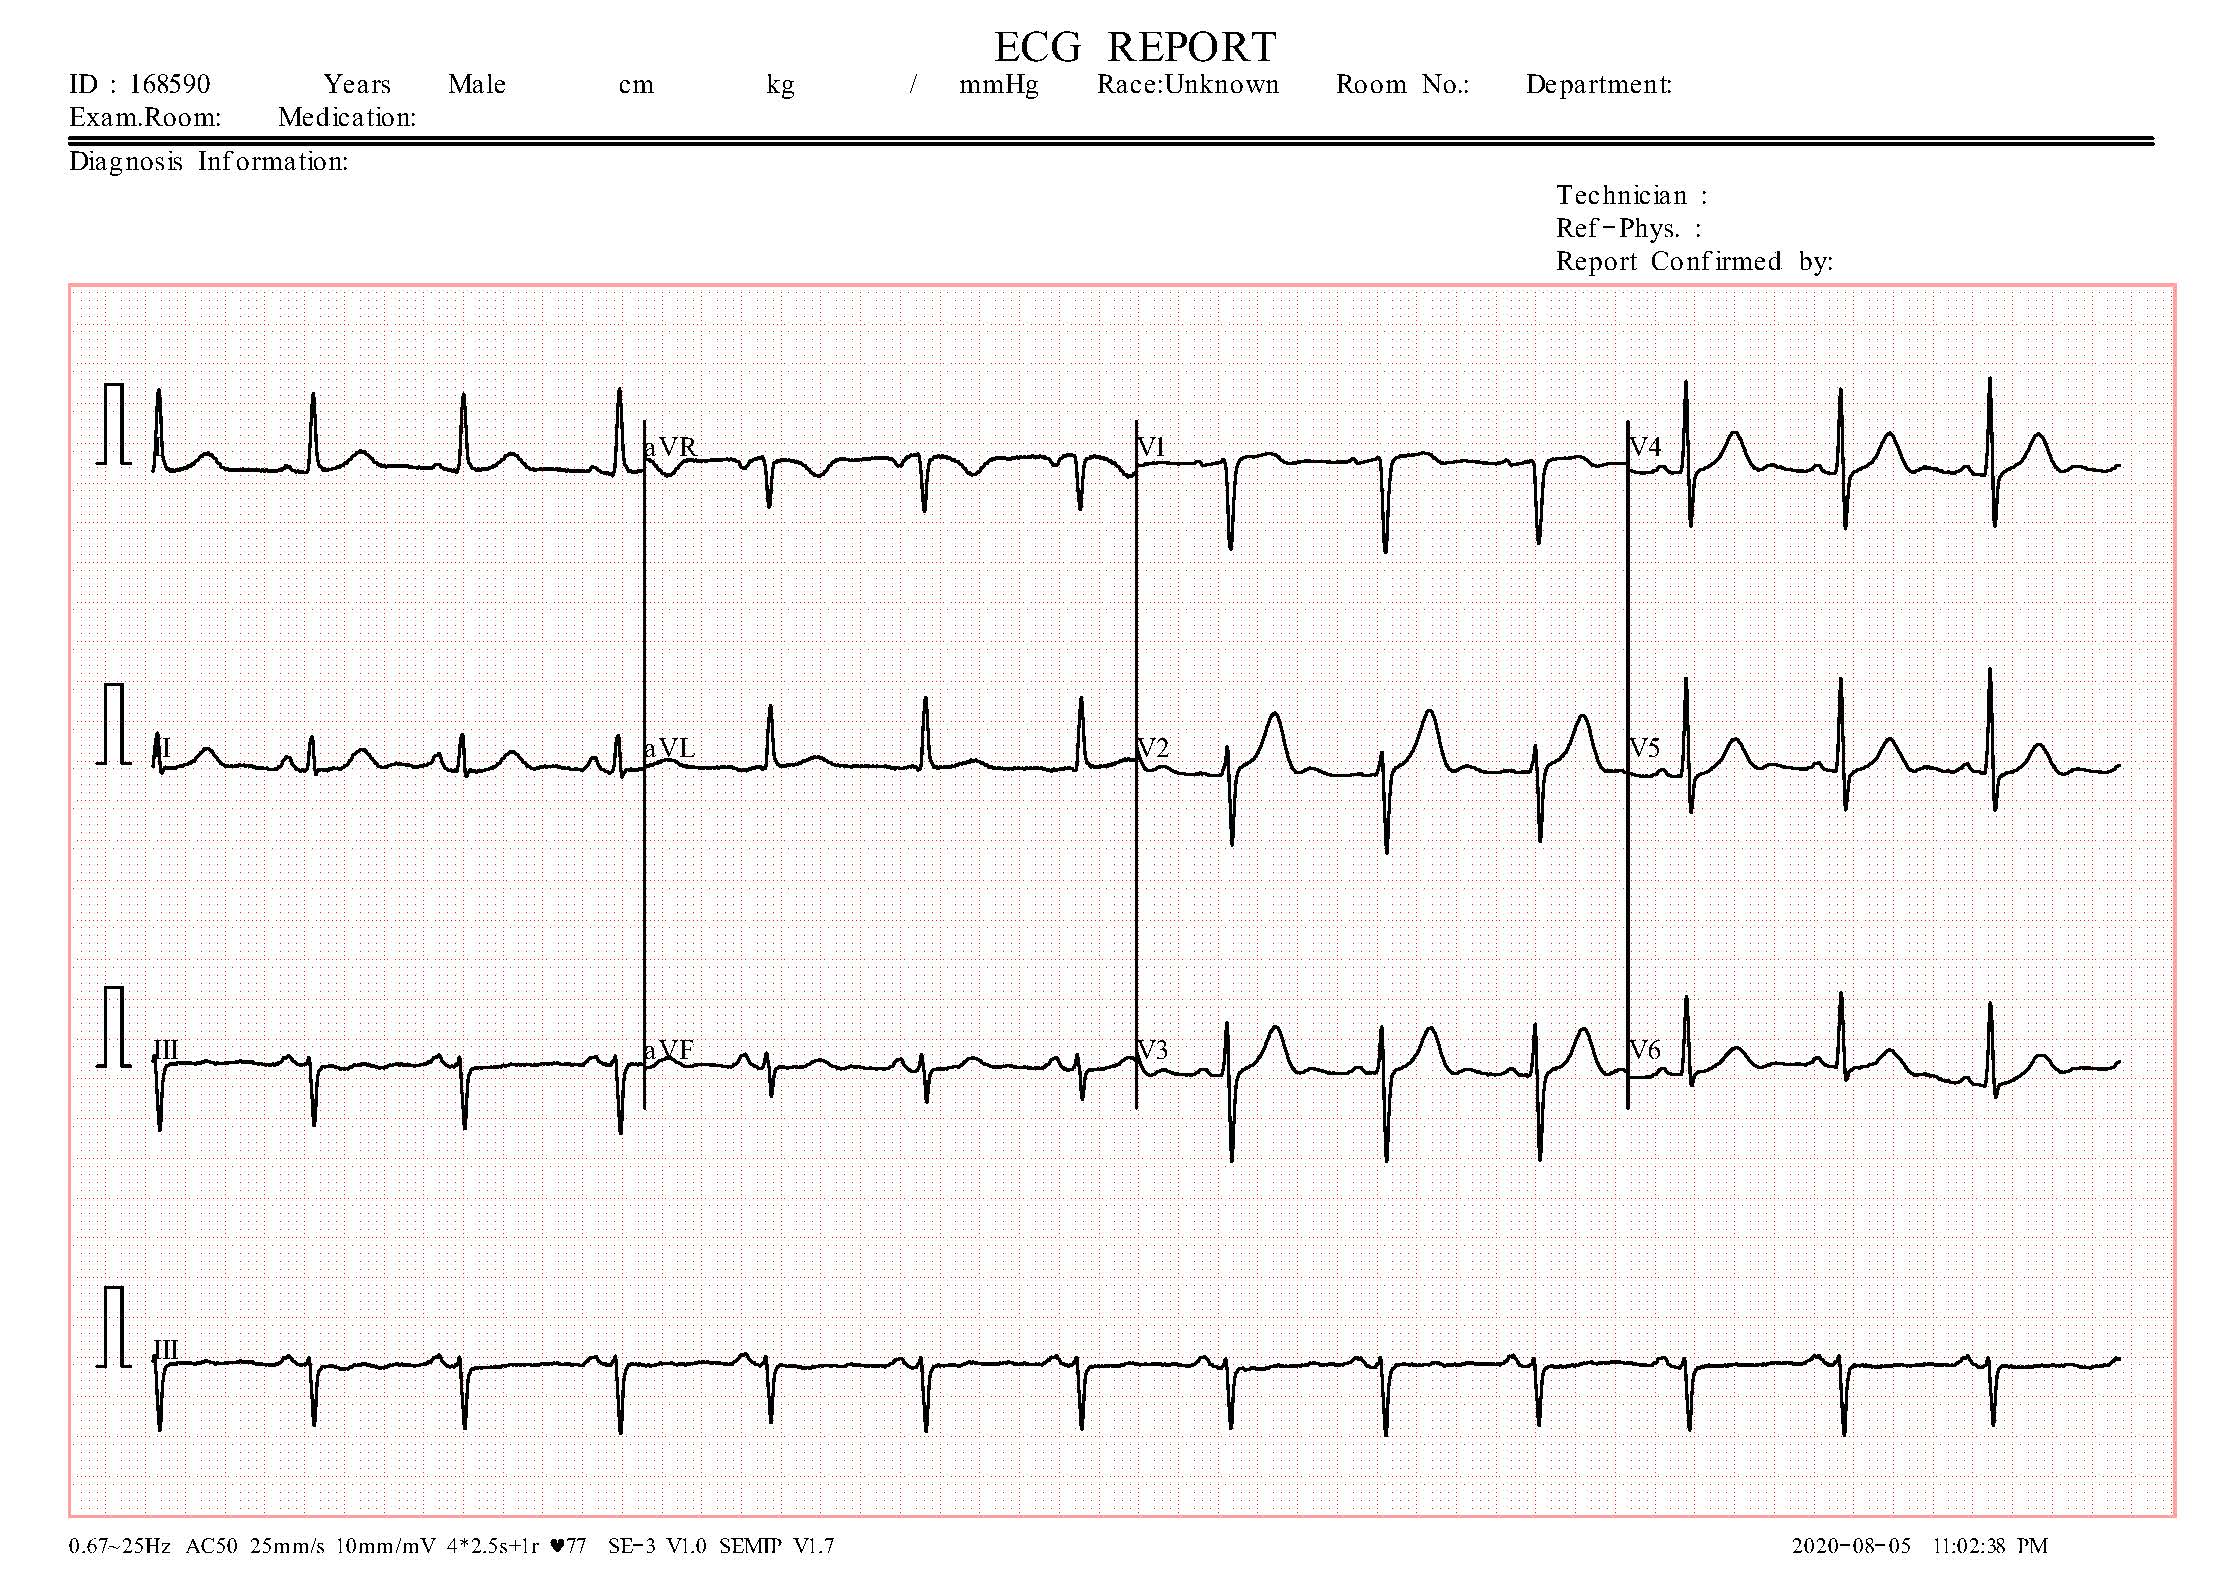 ECG REPORT
ID : 168590 Years Male cm kg / mmHg Race:Unknown Room No.: Department:
Exam.Room: Medication:
Diagnosis Information:
Technician :
Ref-Phys. :
Report Confirmed by:
aVR V1 V4
II aVL V2 V5
III aVF V3 V6
III
0.67~25Hz AC50 25mm/s 10mm/mV 4*2.5s+1r ♥77 SE-3 V1.0 SEMIP V1.7 2020-08-05 11:02:38 PM